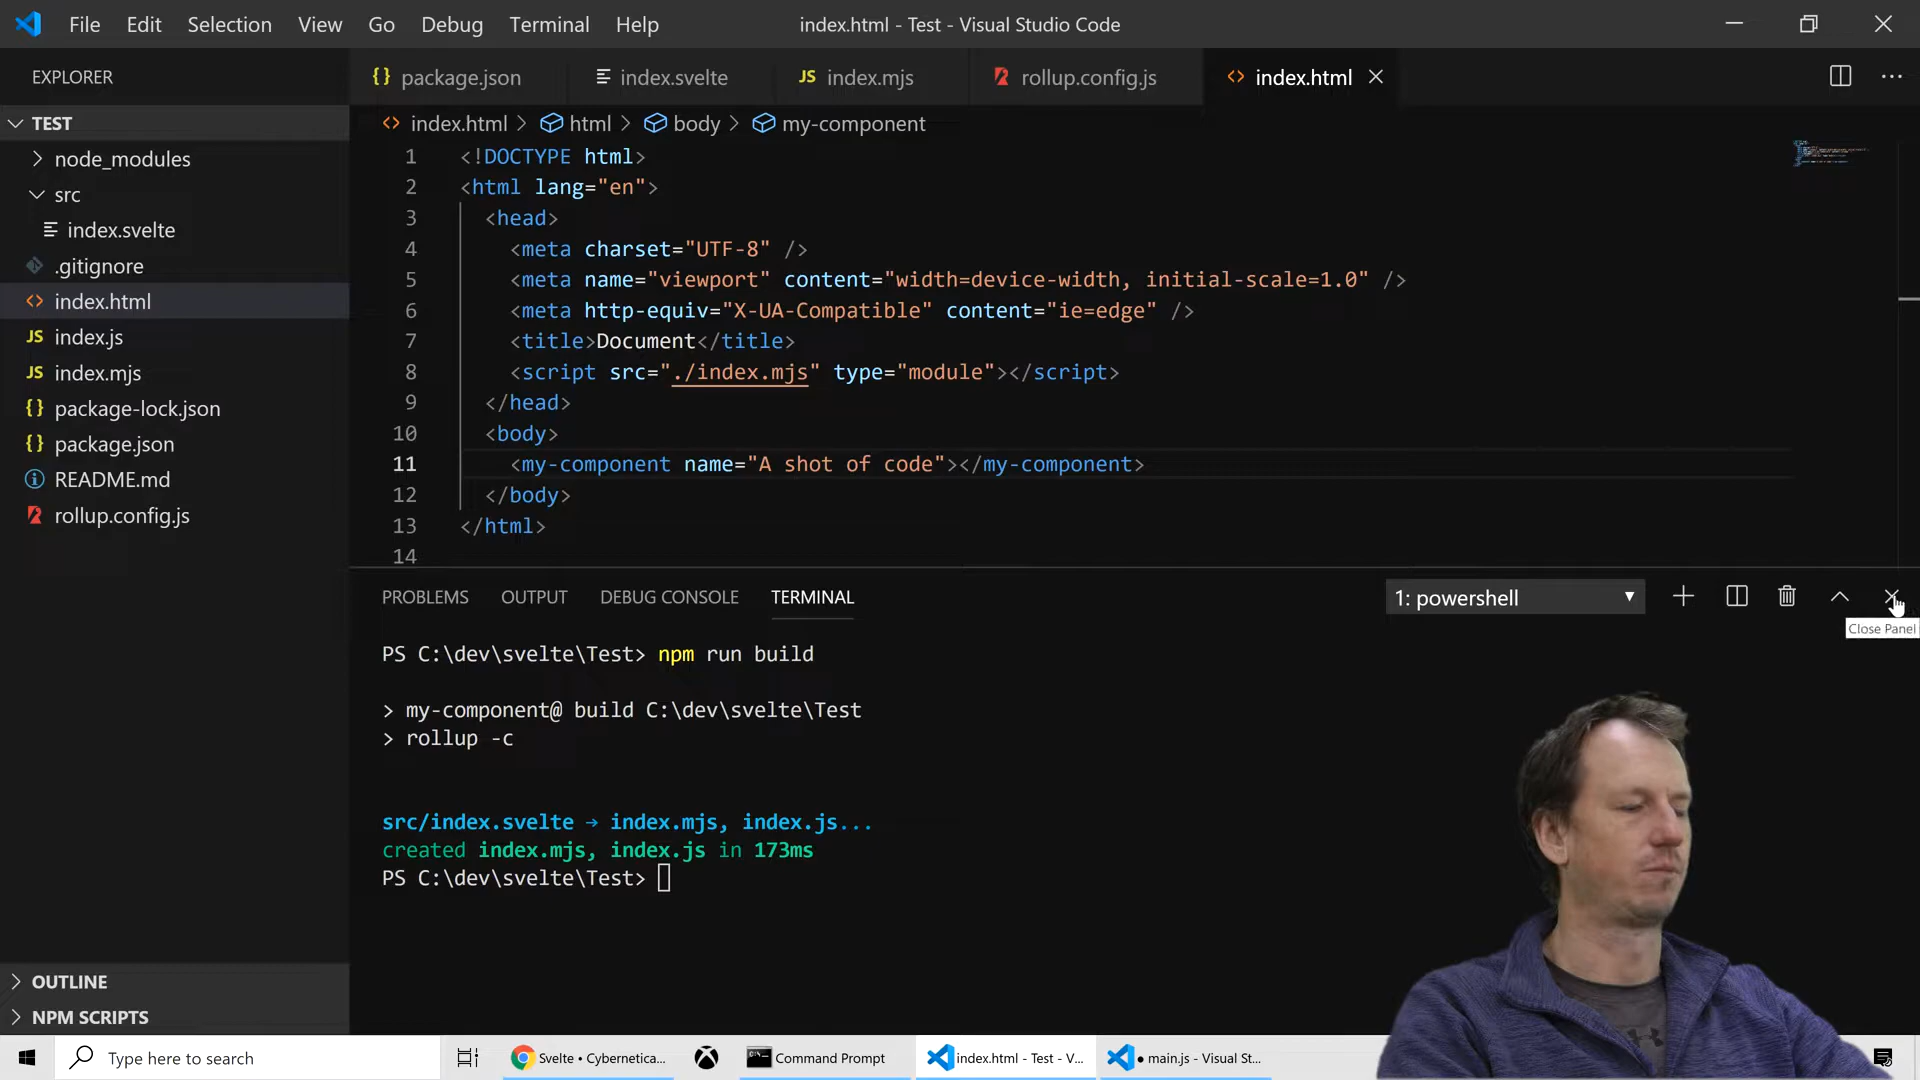 File Edit Selection View Go Debug Terminal Help
index.html - Test - Visual Studio Code
EXPLORER
TEST
node_modules
src
index.svelte
.gitignore
index.html
JS index.js
JS index.mjs
{} package-lock.json
{} package.json
README.md
rollup.config.js
OUTLINE
NPM SCRIPTS
{} package.json
index.svelte
JS index.mjs
rollup.config.js
<> index.html
<> index.html > html > body > my-component
1 <!DOCTYPE html>
2 <html lang="en">
3 <head>
4 <meta charset="UTF-8" />
5 <meta name="viewport" content="width=device-width, initial-scale=1.0" />
6 <meta http-equiv="X-UA-Compatible" content="ie=edge" />
7 <title>Document</title>
8 <script src="./index.mjs" type="module"></script>
9 </head>
10 <body>
11 <my-component name="A shot of code"></my-component>
12 </body>
13 </html>
14
PROBLEMS OUTPUT DEBUG CONSOLE TERMINAL
1: powershell
Close Panel
PS C:\dev\svelte\Test> npm run build
> my-component@ build C:\dev\svelte\Test
> rollup -c
src/index.svelte → index.mjs, index.js...
created index.mjs, index.js in 173ms
PS C:\dev\svelte\Test>
Type here to search
Svelte • Cybernetica...
Command Prompt
index.html - Test - V...
● main.js - Visual St...